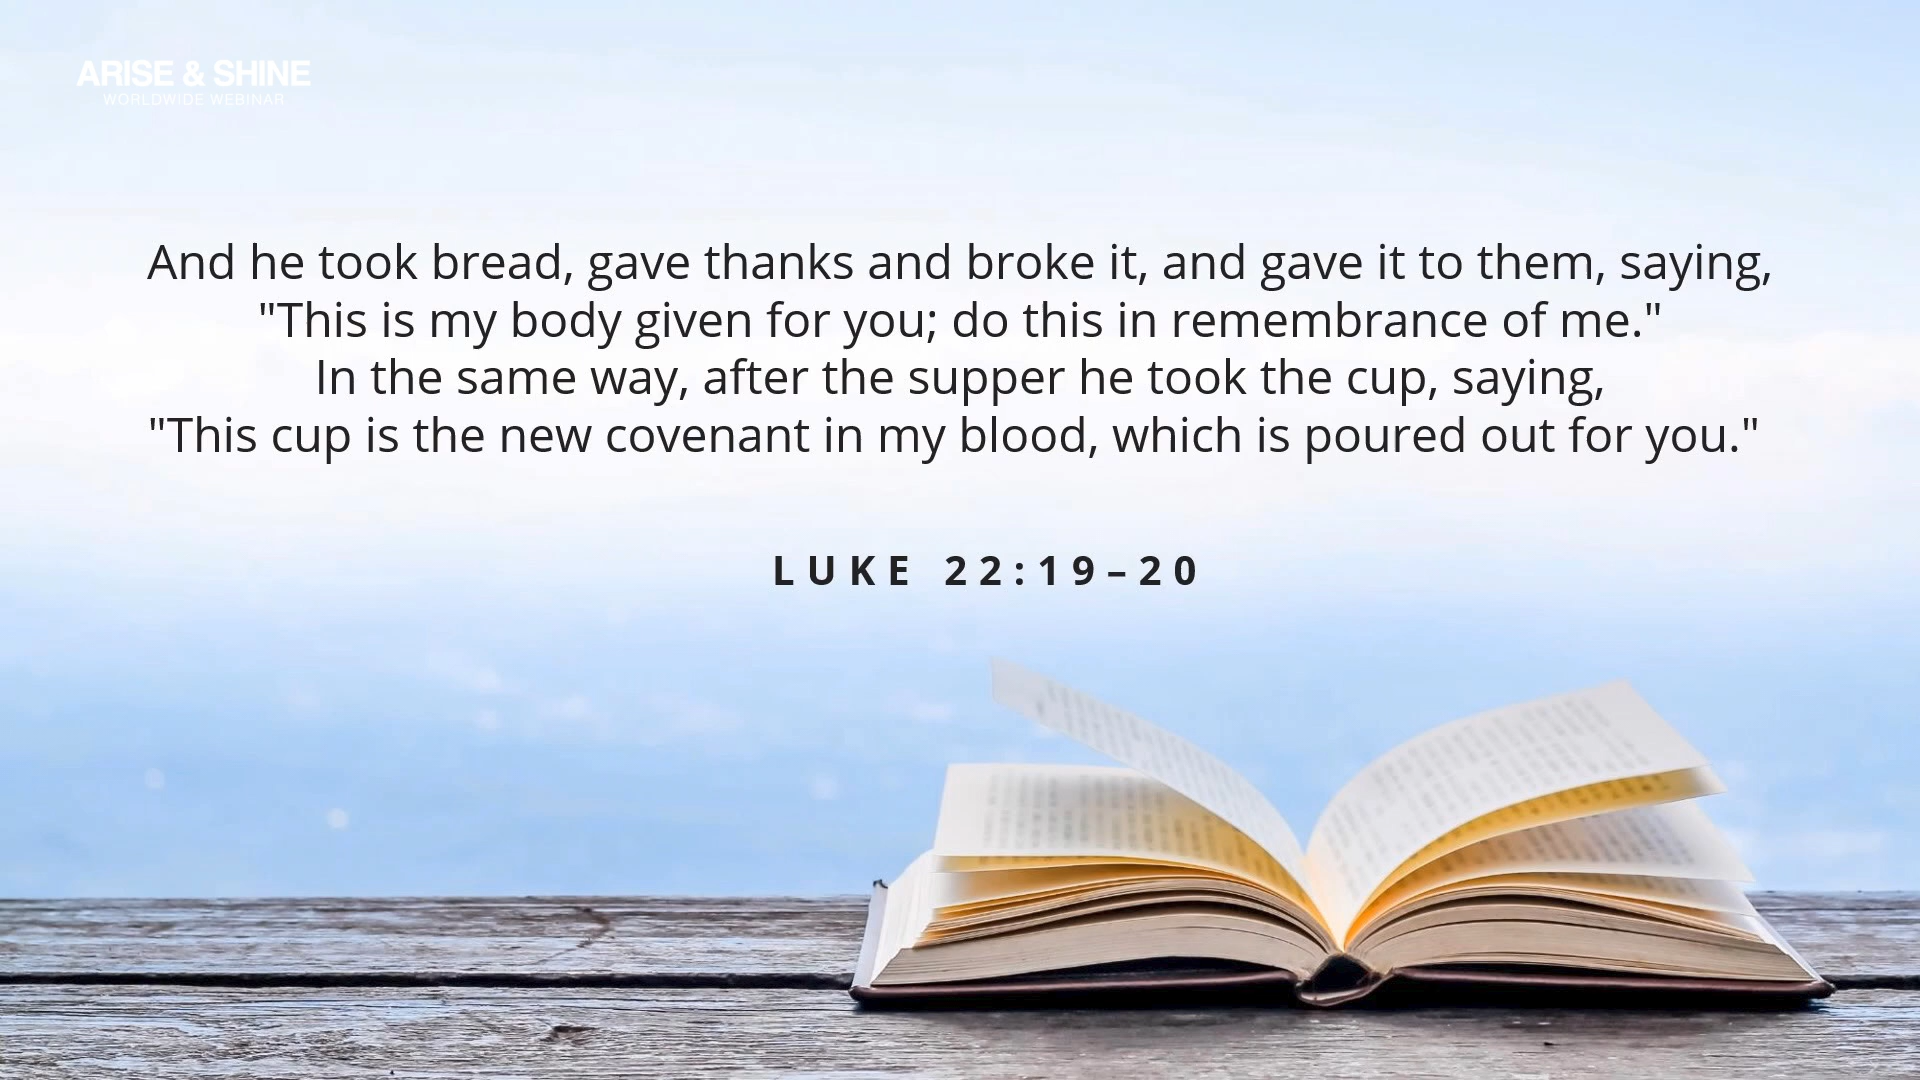 ARISE & SHINE
WORLDWIDE WEBINAR
And he took bread, gave thanks and broke it, and gave it to them, saying,
"This is my body given for you; do this in remembrance of me."
In the same way, after the supper he took the cup, saying,
"This cup is the new covenant in my blood, which is poured out for you."
LUKE 22:19–20